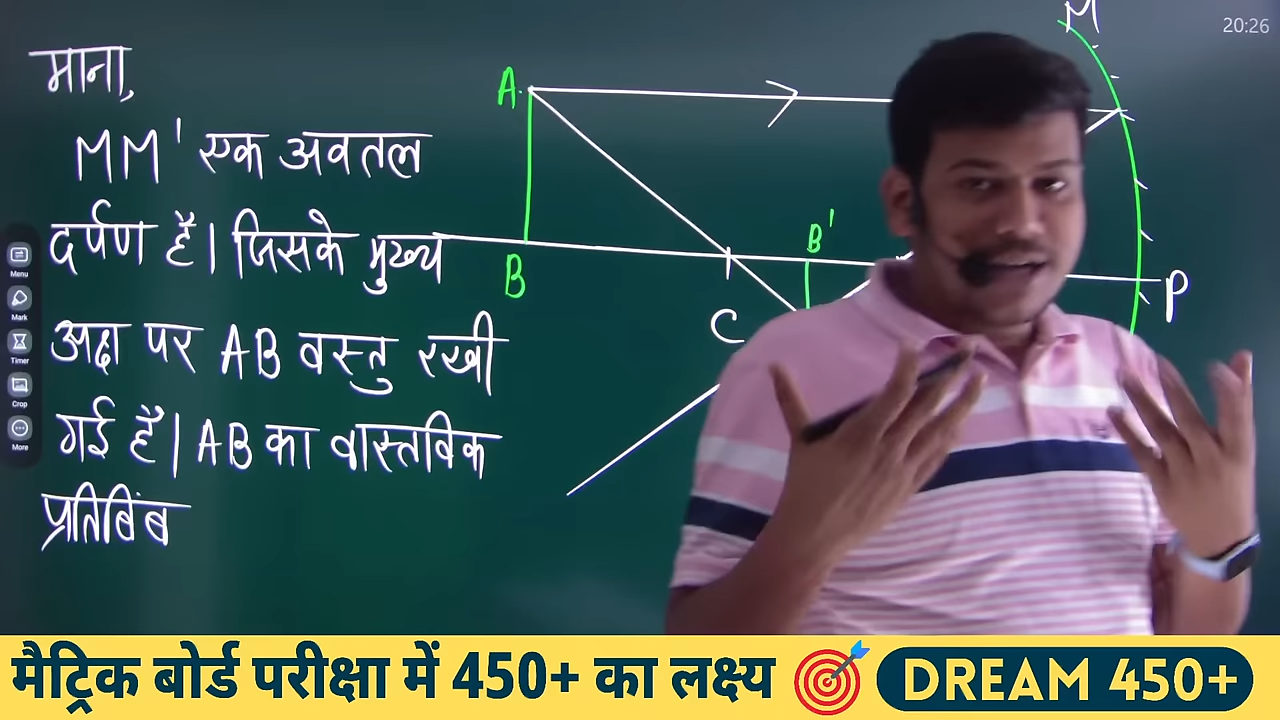 M
20:26
माना,
A
MM' एक अवतल
B'
दर्पण है। जिसके मुख्य
B
P
C
अक्ष पर AB वस्तु रखी
गई है। AB का वास्तविक
प्रतिबिंब
Menu
Mark
Timer
Crop
More
मैट्रिक बोर्ड परीक्षा में 450+ का लक्ष्य
DREAM 450+